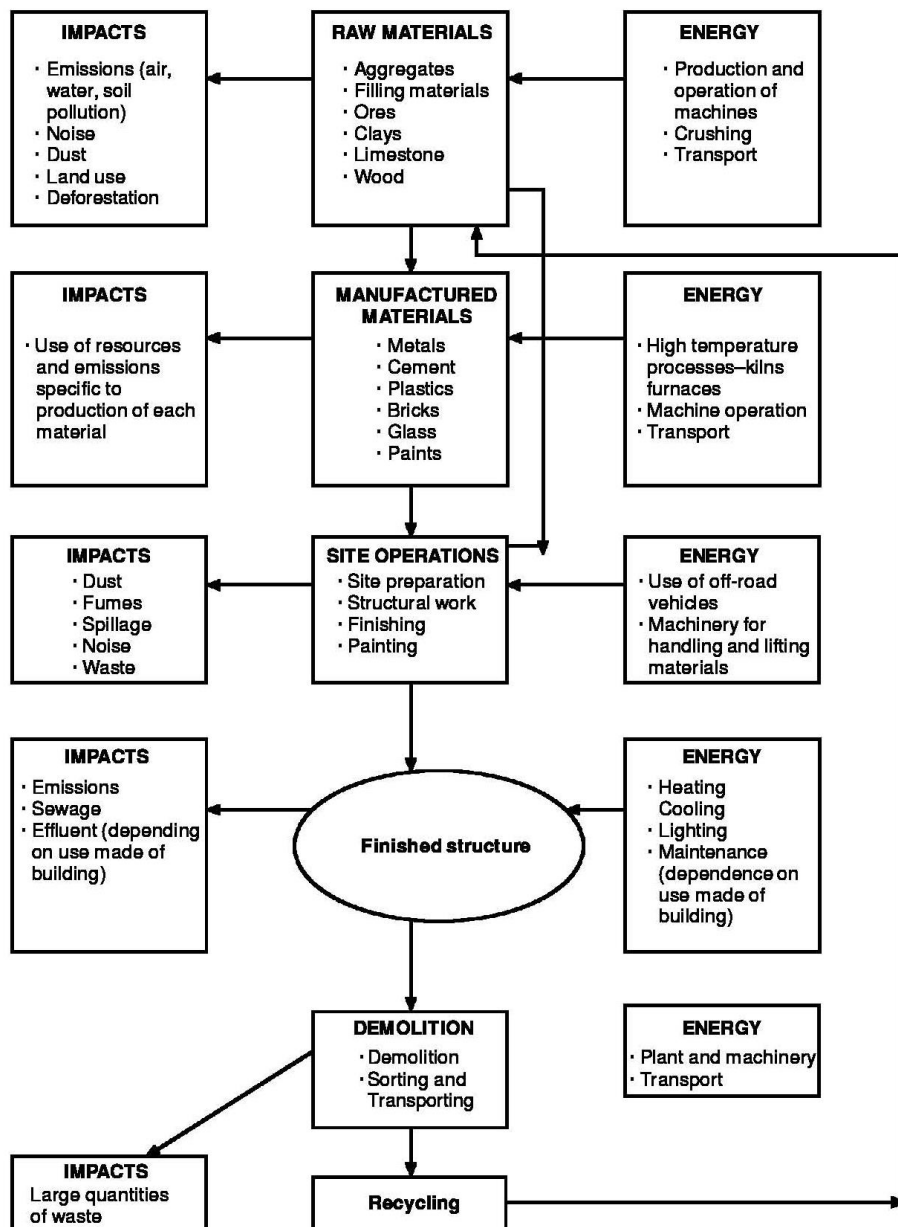 IMPACTS
· Emissions (air,
water, soil
pollution)
· Noise
· Dust
· Land use
· Deforestation
RAW MATERIALS
· Aggregates
· Filling materials
· Ores
· Clays
· Limestone
· Wood
ENERGY
· Production and
operation of
machines
· Crushing
· Transport
IMPACTS
· Use of resources
and emissions
specific to
production of each
material
MANUFACTURED
MATERIALS
· Metals
· Cement
· Plastics
· Bricks
· Glass
· Paints
ENERGY
· High temperature
processes–kilns
furnaces
· Machine operation
· Transport
IMPACTS
· Dust
· Fumes
· Spillage
· Noise
· Waste
SITE OPERATIONS
· Site preparation
· Structural work
· Finishing
· Painting
ENERGY
· Use of off-road
vehicles
· Machinery for
handling and lifting
materials
IMPACTS
· Emissions
· Sewage
· Effluent (depending
on use made of
building)
Finished structure
ENERGY
· Heating
Cooling
· Lighting
· Maintenance
(dependence on
use made of
building)
DEMOLITION
· Demolition
· Sorting and
Transporting
ENERGY
· Plant and machinery
· Transport
IMPACTS
Large quantities
of waste
Recycling